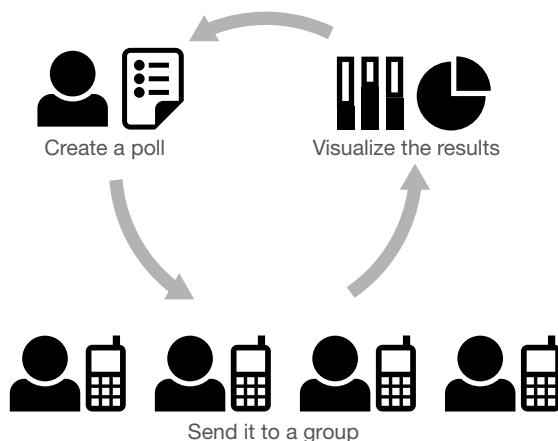 Create a poll
Visualize the results
Send it to a group